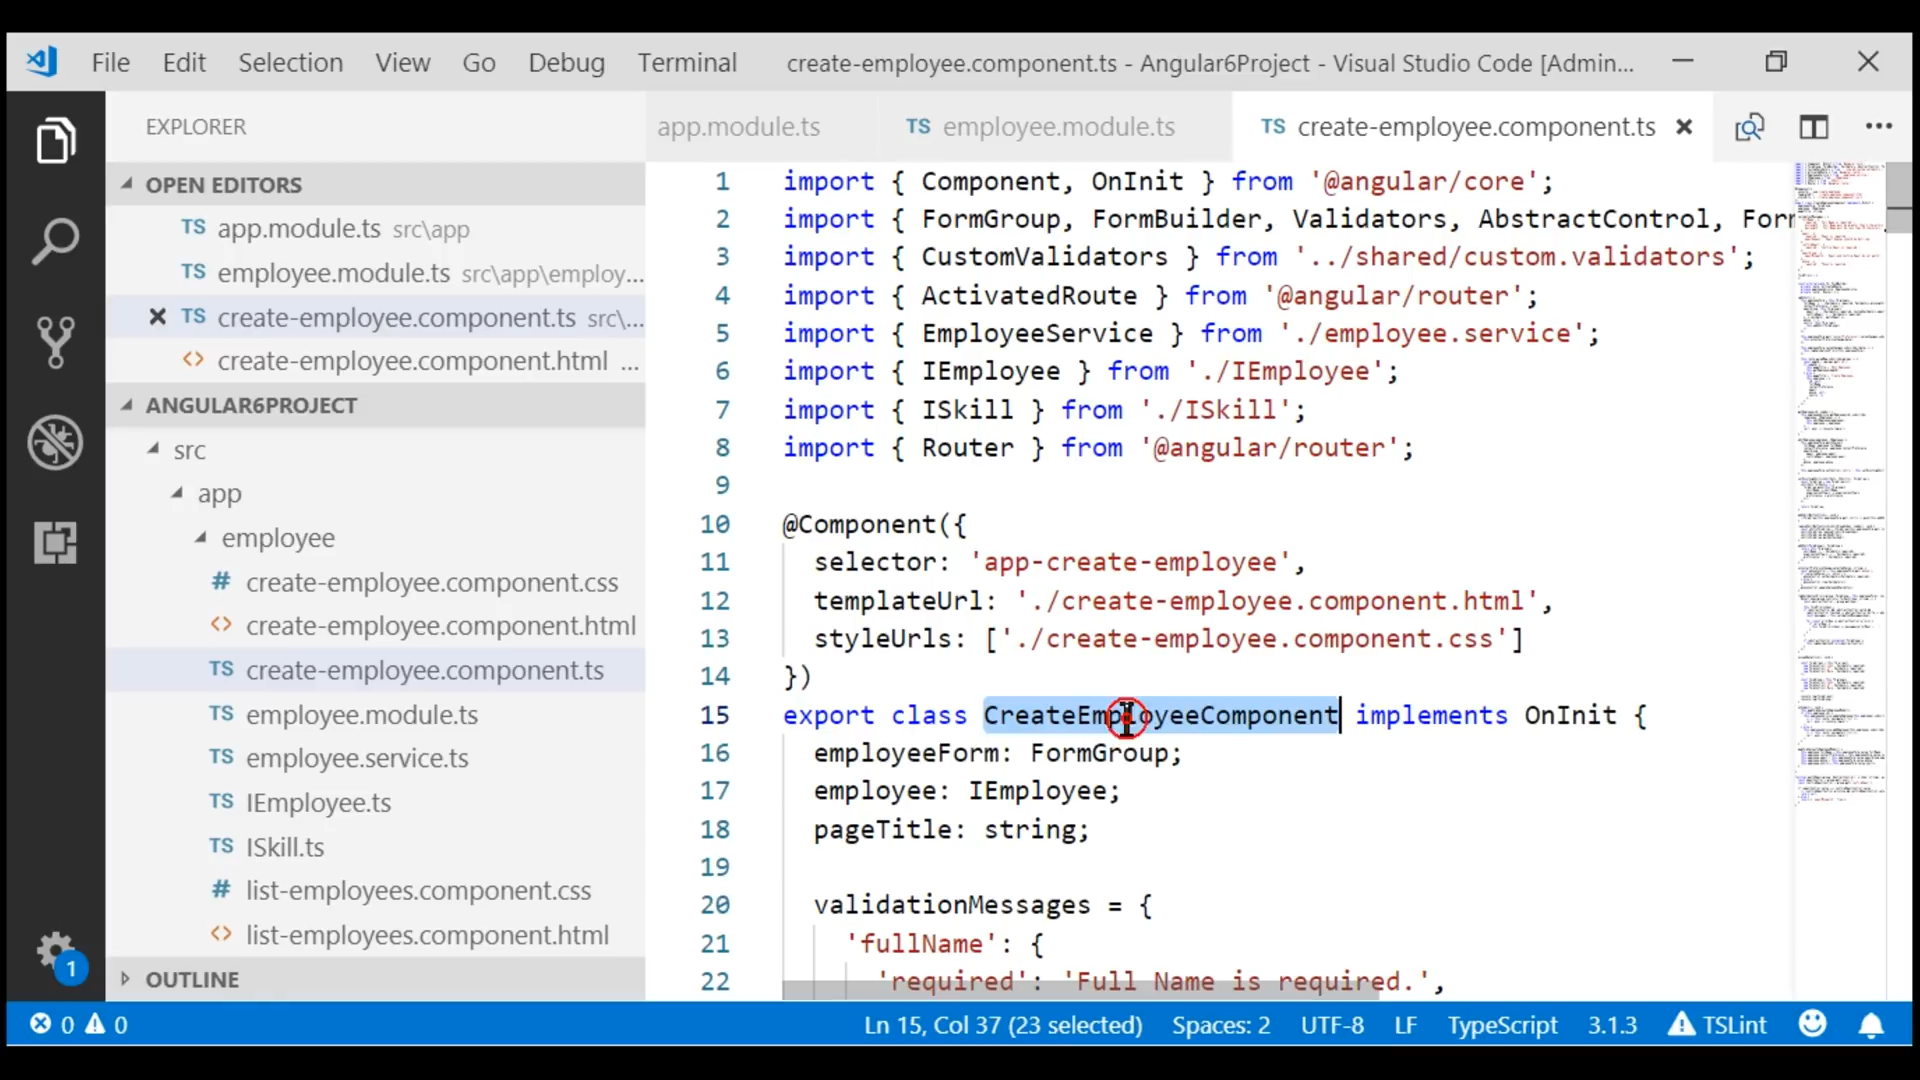 File Edit Selection View Go Debug Terminal create-employee.component.ts - Angular6Project - Visual Studio Code [Admin...
EXPLORER
OPEN EDITORS
TS app.module.ts src\app
TS employee.module.ts src\app\employ...
TS create-employee.component.ts src\...
<> create-employee.component.html ...
ANGULAR6PROJECT
src
app
employee
# create-employee.component.css
<> create-employee.component.html
TS create-employee.component.ts
TS employee.module.ts
TS employee.service.ts
TS IEmployee.ts
TS ISkill.ts
# list-employees.component.css
<> list-employees.component.html
OUTLINE
1
app.module.ts TS employee.module.ts TS create-employee.component.ts
1 import { Component, OnInit } from '@angular/core';
2 import { FormGroup, FormBuilder, Validators, AbstractControl, Form
3 import { CustomValidators } from '../shared/custom.validators';
4 import { ActivatedRoute } from '@angular/router';
5 import { EmployeeService } from './employee.service';
6 import { IEmployee } from './IEmployee';
7 import { ISkill } from './ISkill';
8 import { Router } from '@angular/router';
9
10 @Component({
11 selector: 'app-create-employee',
12 templateUrl: './create-employee.component.html',
13 styleUrls: ['./create-employee.component.css']
14 })
15 export class CreateEmployeeComponent implements OnInit {
16 employeeForm: FormGroup;
17 employee: IEmployee;
18 pageTitle: string;
19
20 validationMessages = {
21 'fullName': {
22 'required': 'Full Name is required.',
0 0 Ln 15, Col 37 (23 selected) Spaces: 2 UTF-8 LF TypeScript 3.1.3 TSLint